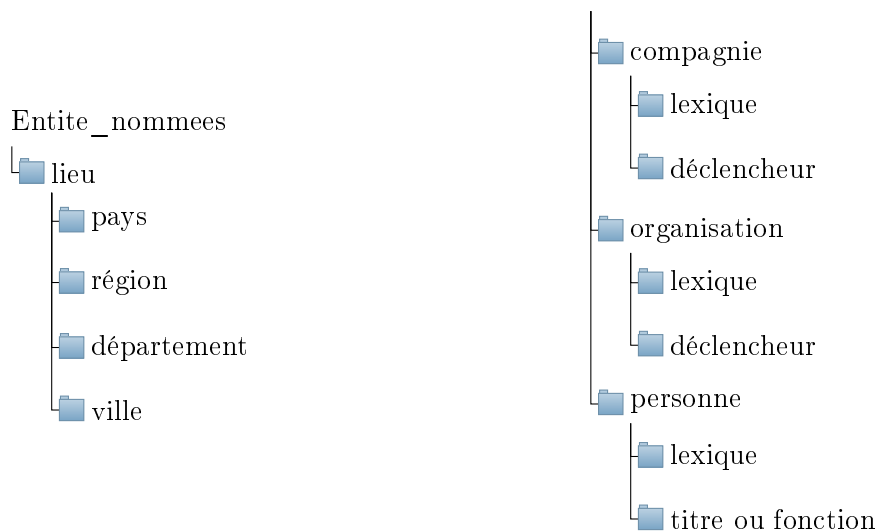 Entite_nommees
lieu
pays
région
département
ville
compagnie
lexique
déclencheur
organisation
lexique
déclencheur
personne
lexique
titre ou fonction